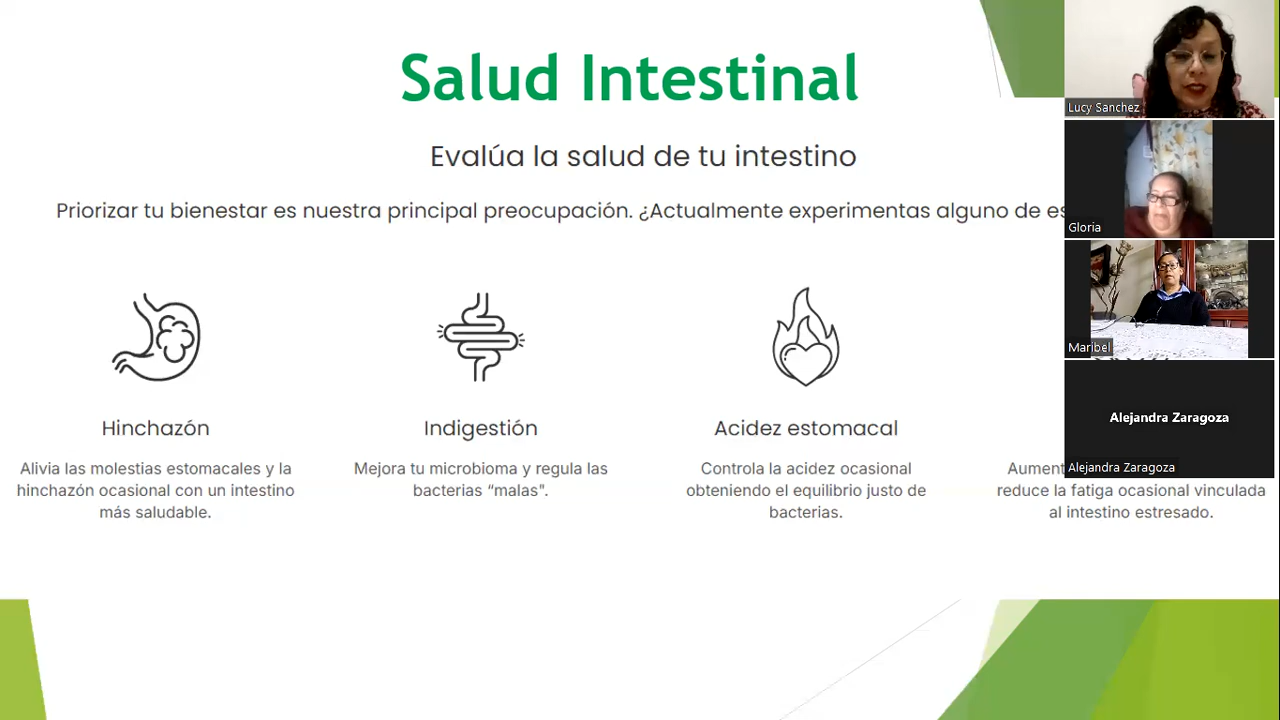 Salud Intestinal
Evalúa la salud de tu intestino
Priorizar tu bienestar es nuestra principal preocupación. ¿Actualmente experimentas alguno de
Hinchazón
Alivia las molestias estomacales y la
hinchazón ocasional con un intestino
más saludable.
Indigestión
Mejora tu microbioma y regula las
bacterias “malas”.
Acidez estomacal
Controla la acidez ocasional
obteniendo el equilibrio justo de
bacterias.
reduce la fatiga ocasional vinculada
al intestino estresado.
Lucy Sanchez
Gloria
Maribel
Alejandra Zaragoza
Alejandra Zaragoza